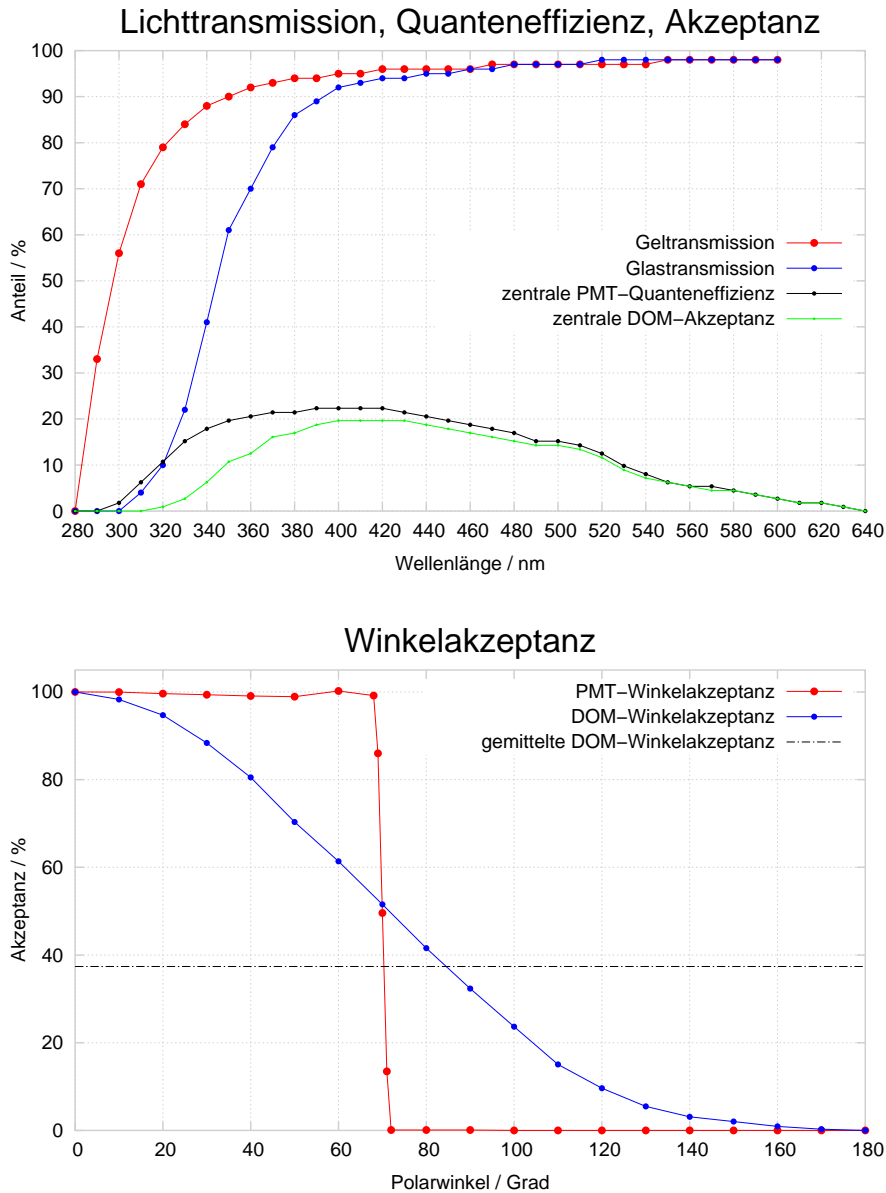 Lichttransmission, Quanteneffizienz, Akzeptanz
100
90
80
70
60
50
40
30
20
10
0
Anteil / %
Geltransmission
Glastransmission
zentrale PMT−Quanteneffizienz
zentrale DOM−Akzeptanz
280 300 320 340 360 380 400 420 440 460 480 500 520 540 560 580 600 620 640
Wellenlänge / nm
Winkelakzeptanz
100
80
60
40
20
0
Akzeptanz / %
PMT−Winkelakzeptanz
DOM−Winkelakzeptanz
gemittelte DOM−Winkelakzeptanz
0 20 40 60 80 100 120 140 160 180
Polarwinkel / Grad